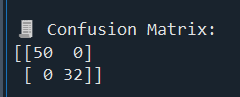 🧾 Confusion Matrix:
[[50  0]
 [ 0 32]]